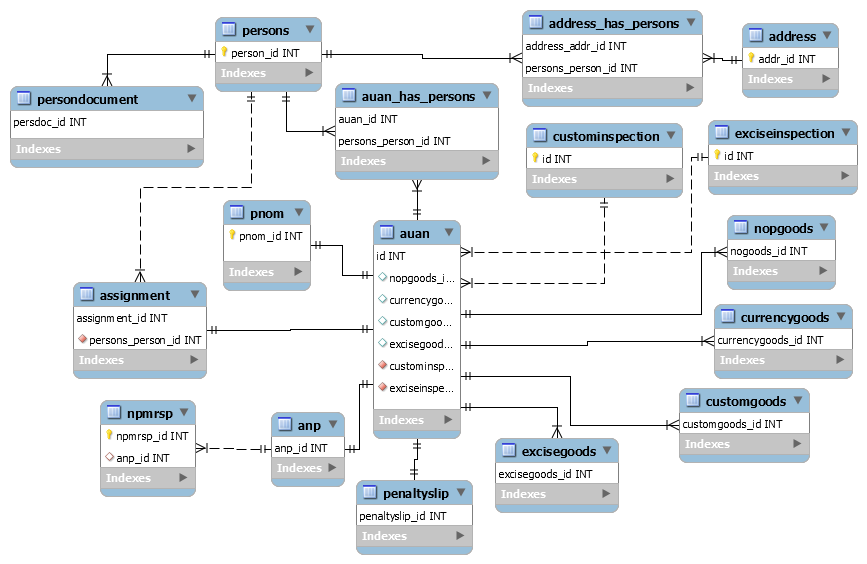 persons
person_id INT
Indexes
address_has_persons
address_addr_id INT
persons_person_id INT
Indexes
address
addr_id INT
Indexes
persondocument
persdoc_id INT
Indexes
auan_has_persons
auan_id INT
persons_person_id INT
Indexes
custominspection
id INT
Indexes
exciseinspection
id INT
Indexes
pnom
pnom_id INT
Indexes
auan
id INT
nopgoods_i...
currencygo...
customgoo...
excisegood...
custominsp...
exciseinspe...
Indexes
nopgoods
nogoods_id INT
Indexes
assignment
assignment_id INT
persons_person_id INT
Indexes
currencygoods
currencygoods_id INT
Indexes
customgoods
customgoods_id INT
Indexes
npmrsp
npmrsp_id INT
anp_id INT
Indexes
anp
anp_id INT
Indexes
excisegoods
excisegoods_id INT
Indexes
penaltyslip
penaltyslip_id INT
Indexes